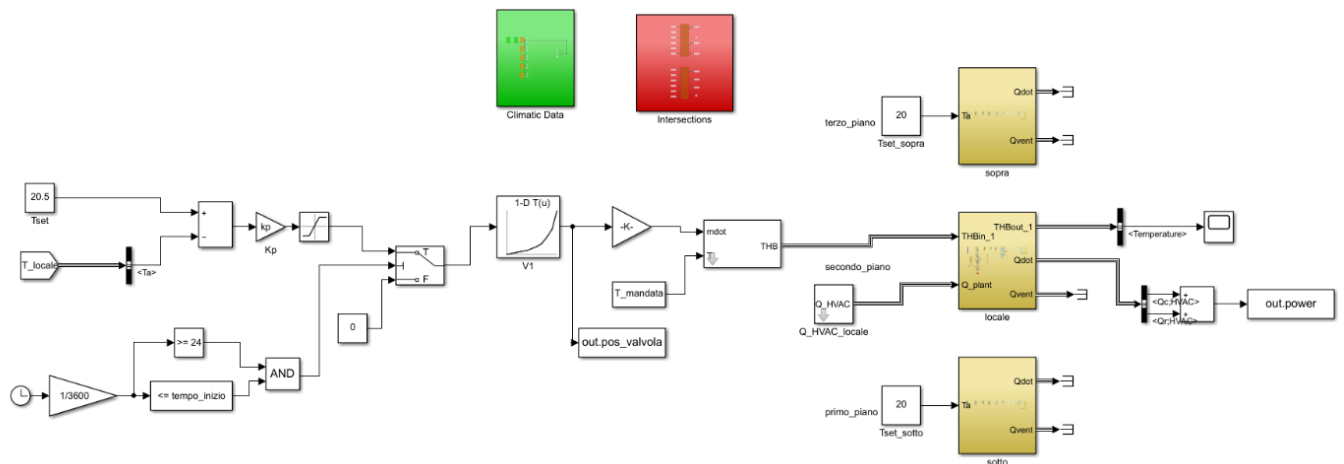 Climatic Data
Intersections
terzo_piano
20
Tset_sopra
Ta
Qdot
Qvent
sopra
20.5
Tset
T_locale
<Ta>
+
−
kp
Kp
T
F
0
1-D T(u)
V1
-K-
out.pos_valvola
T_mandata
mdot
T
THB
secondo_piano
Q_HVAC
Q_HVAC_locale
THBin_1
Q_plant
THBout_1
Qdot
Qvent
locale
<Temperature>
<Qc;HVAC>
<Qr;HVAC>
+
+
out.power
1/3600
>= 24
<= tempo_inizio
AND
primo_piano
20
Tset_sotto
Ta
Qdot
Qvent
sotto